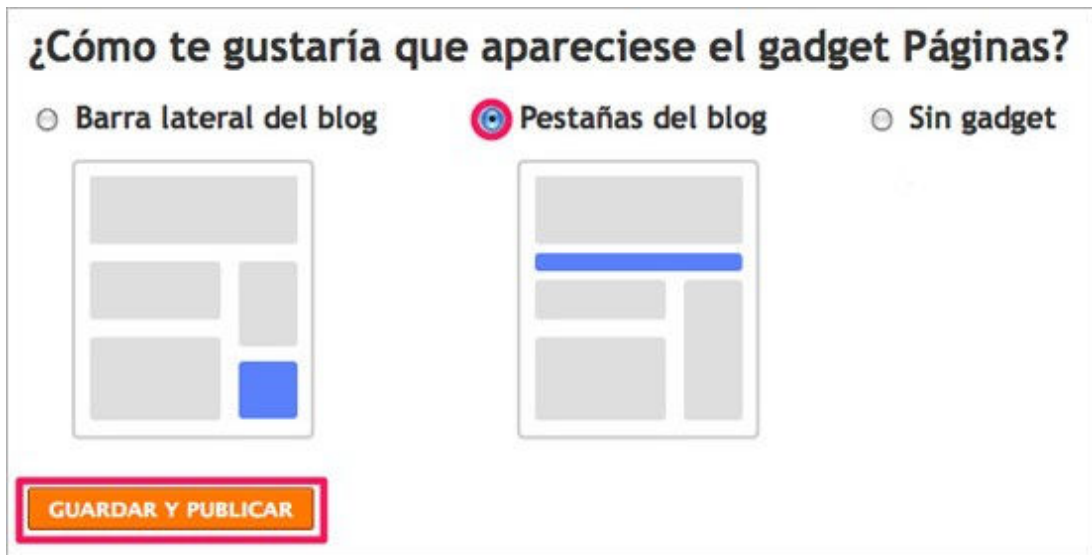 ¿Cómo te gustaría que apareciese el gadget Páginas?
Barra lateral del blog
Pestañas del blog
Sin gadget
GUARDAR Y PUBLICAR